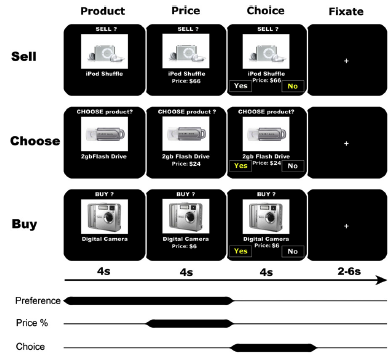 Product Price Choice Fixate
Sell
SELL ?
iPod Shuffle
SELL ?
iPod Shuffle
Price: $66
SELL ?
iPod Shuffle
Price: $66
Yes No
+
Choose
CHOOSE product?
2gbFlash Drive
CHOOSE product?
2gb Flash Drive
Price: $24
CHOOSE product?
2gb Flash Drive
Price: $24
Yes No
+
Buy
BUY ?
Digital Camera
BUY ?
Digital Camera
Price: $6
BUY ?
Digital Camera
Price: $6
Yes No
+
4s 4s 4s 2-6s
Preference
Price %
Choice